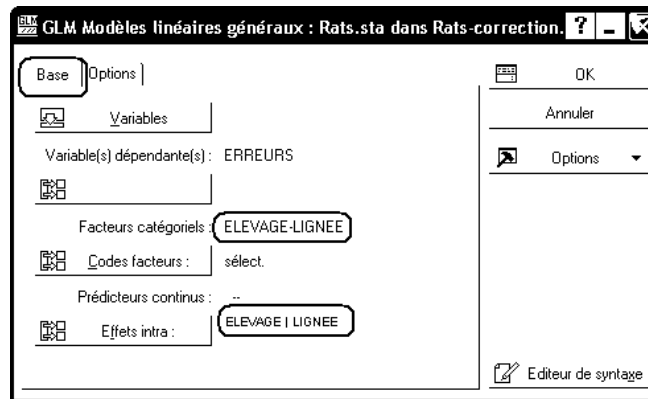 GLM Modèles linéaires généraux : Rats.sta dans Rats-correction.
Base Options
OK
Variables
Annuler
Variable(s) dépendante(s) : ERREURS
Options
Facteurs catégoriels : ELEVAGE-LIGNEE
Codes facteurs : sélect.
Prédicteurs continus : --
Effets intra : ELEVAGE | LIGNEE
Editeur de syntaxe